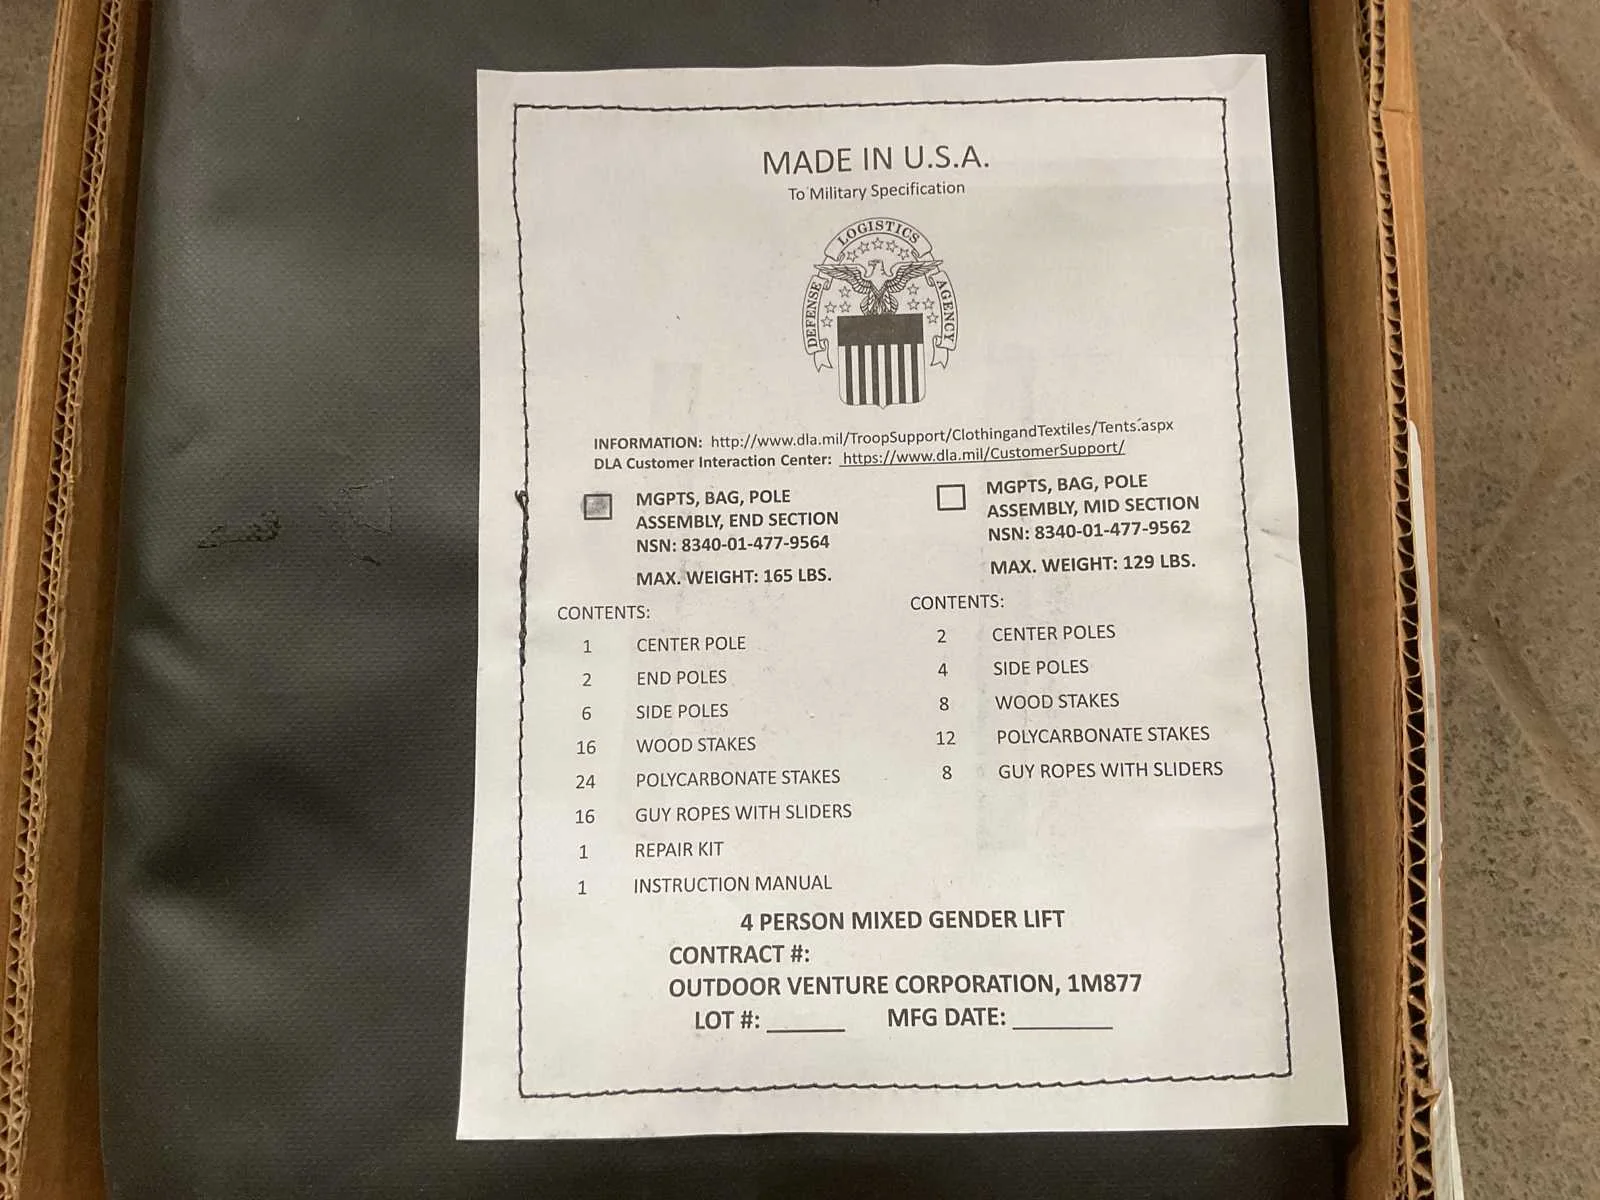 MADE IN U.S.A.
To Military Specification
LOGISTICS
DEFENSE
AGENCY
INFORMATION: http://www.dla.mil/TroopSupport/ClothingandTextiles/Tents.aspx
DLA Customer Interaction Center: https://www.dla.mil/CustomerSupport/
MGPTS, BAG, POLE
ASSEMBLY, END SECTION
NSN: 8340-01-477-9564
MAX. WEIGHT: 165 LBS.
CONTENTS:
1 CENTER POLE
2 END POLES
6 SIDE POLES
16 WOOD STAKES
24 POLYCARBONATE STAKES
16 GUY ROPES WITH SLIDERS
1 REPAIR KIT
1 INSTRUCTION MANUAL
MGPTS, BAG, POLE
ASSEMBLY, MID SECTION
NSN: 8340-01-477-9562
MAX. WEIGHT: 129 LBS.
CONTENTS:
2 CENTER POLES
4 SIDE POLES
8 WOOD STAKES
12 POLYCARBONATE STAKES
8 GUY ROPES WITH SLIDERS
4 PERSON MIXED GENDER LIFT
CONTRACT #:
OUTDOOR VENTURE CORPORATION, 1M877
LOT #: ______ MFG DATE: ________